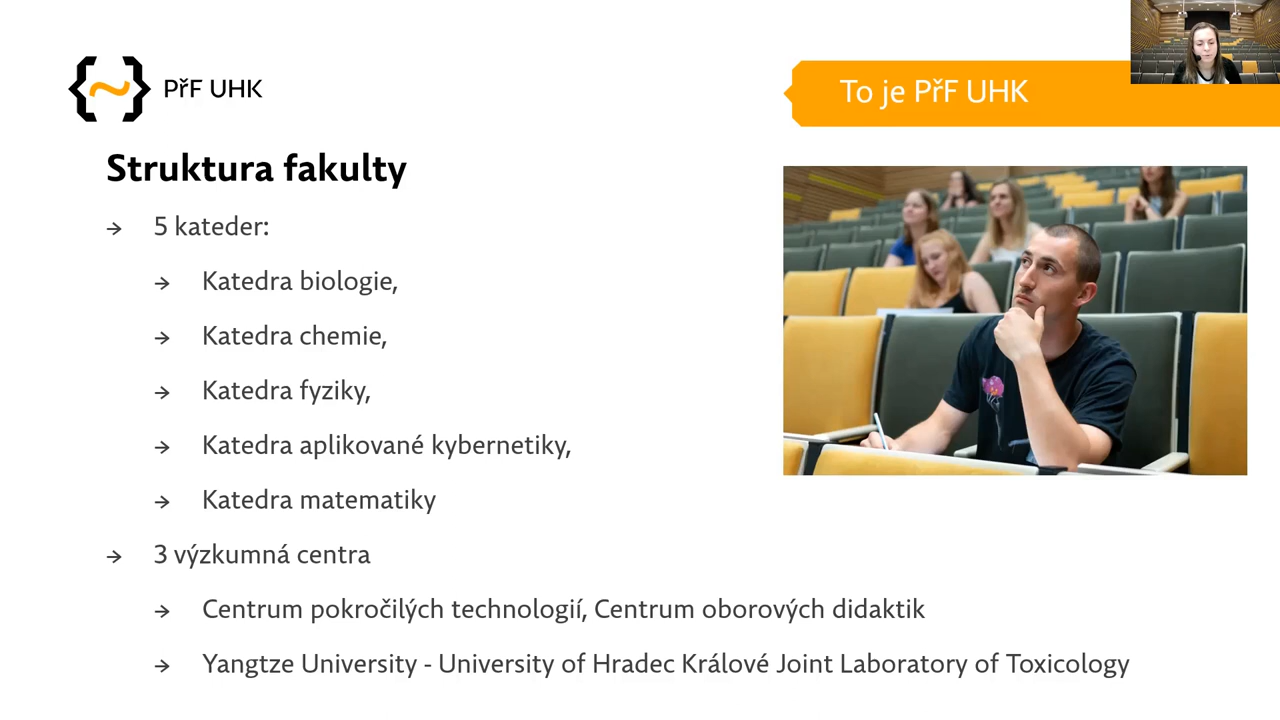 PřF UHK
To je PřF UHK
Struktura fakulty
→ 5 kateder:
→ Katedra biologie,
→ Katedra chemie,
→ Katedra fyziky,
→ Katedra aplikované kybernetiky,
→ Katedra matematiky
→ 3 výzkumná centra
→ Centrum pokročilých technologií, Centrum oborových didaktik
→ Yangtze University - University of Hradec Králové Joint Laboratory of Toxicology